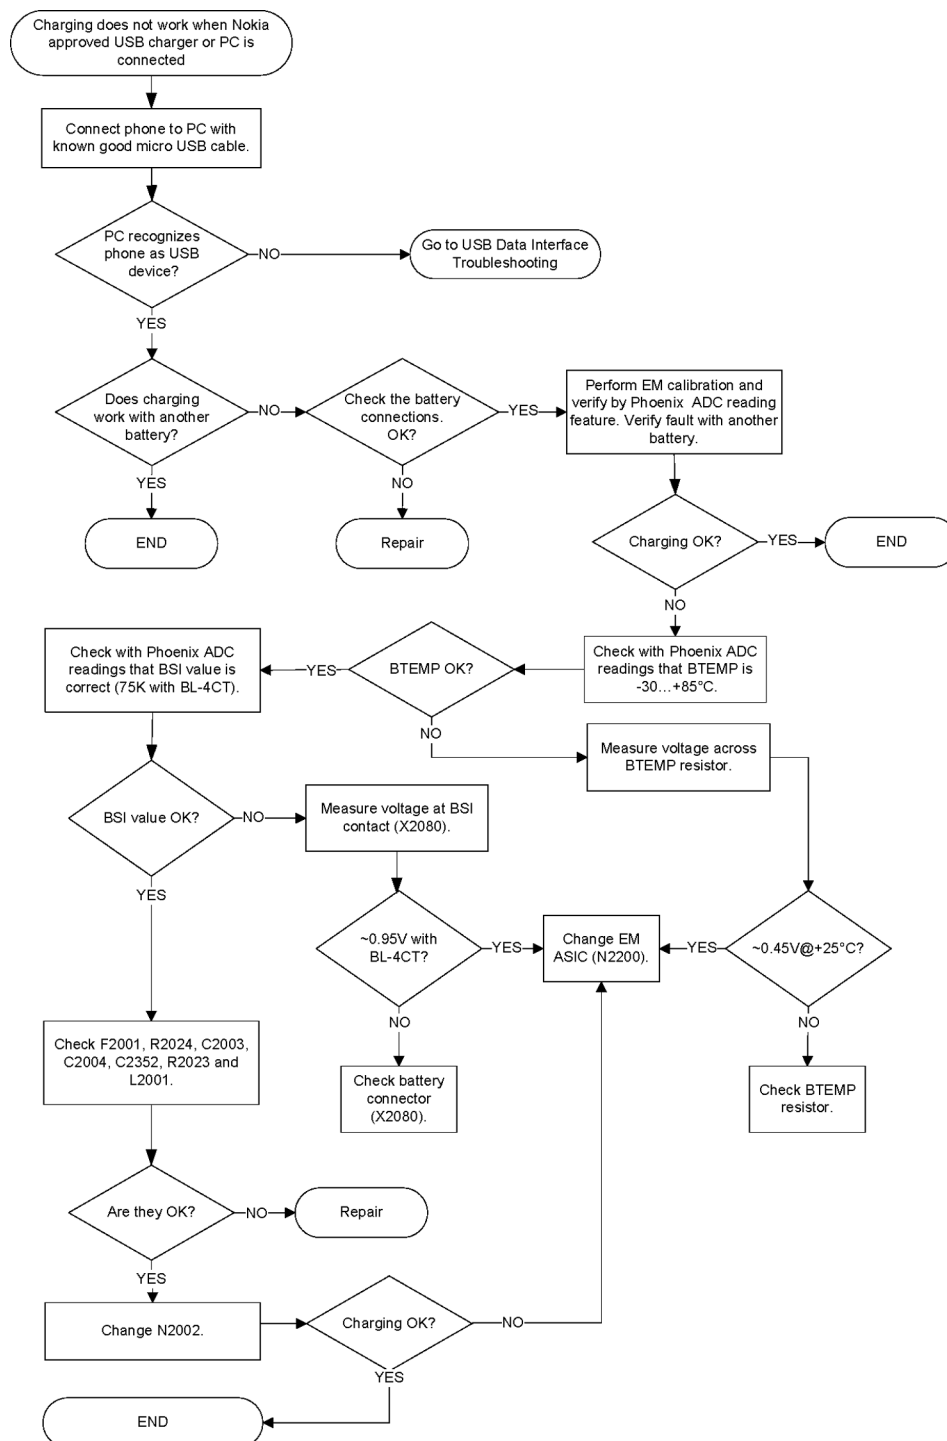 Charging does not work when Nokia
approved USB charger or PC is
connected
Connect phone to PC with
known good micro USB cable.
PC recognizes
phone as USB
device?
NO
Go to USB Data Interface
Troubleshooting
YES
Does charging
work with another
battery?
NO
Check the battery
connections.
OK?
YES
Perform EM calibration and
verify by Phoenix ADC reading
feature. Verify fault with another
battery.
YES
NO
END
Repair
Charging OK?
YES
END
NO
Check with Phoenix ADC
readings that BTEMP is
-30…+85°C.
BTEMP OK?
YES
Check with Phoenix ADC
readings that BSI value is
correct (75K with BL-4CT).
NO
Measure voltage across
BTEMP resistor.
BSI value OK?
NO
Measure voltage at BSI
contact (X2080).
YES
~0.95V with
BL-4CT?
YES
Change EM
ASIC (N2200).
YES
~0.45V@+25°C?
NO
NO
Check F2001, R2024, C2003,
C2004, C2352, R2023 and
L2001.
Check battery
connector
(X2080).
Check BTEMP
resistor.
Are they OK?
NO
Repair
YES
Change N2002.
Charging OK?
NO
YES
END